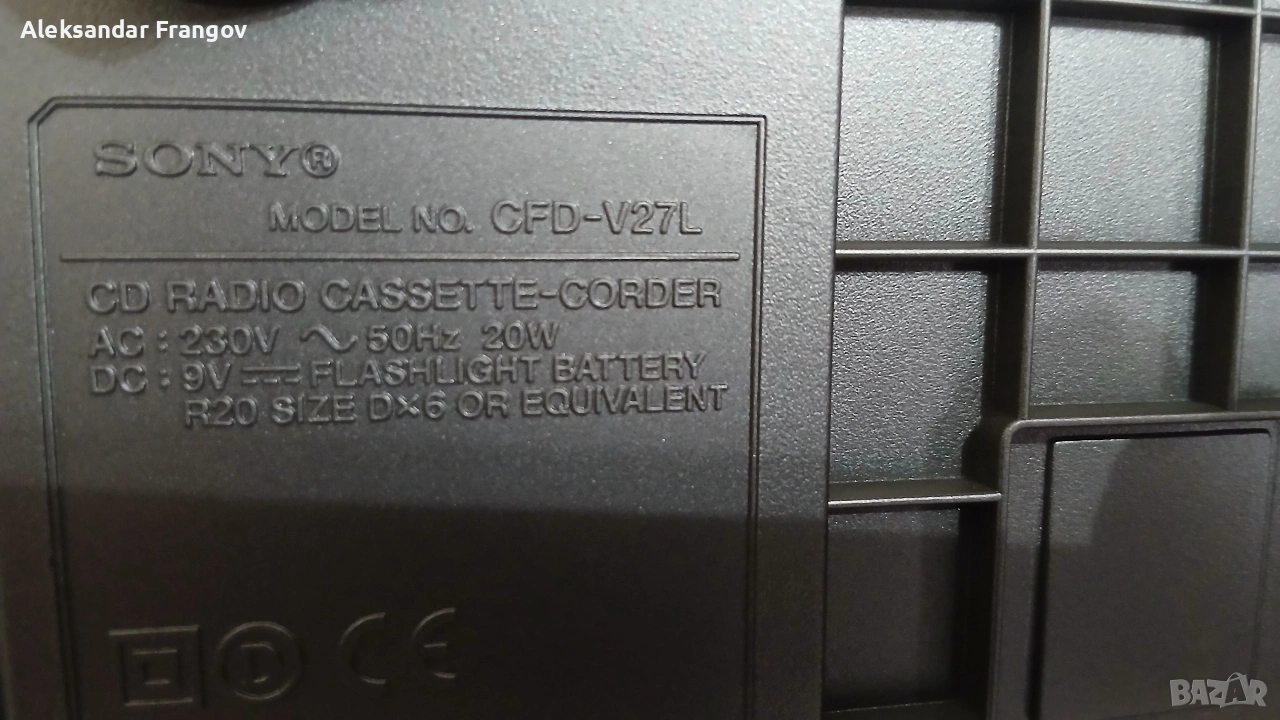 Aleksandar Frangov
SONY®
MODEL NO. CFD-V27L
CD RADIO CASSETTE-CORDER
AC : 230V ∿ 50Hz 20W
DC : 9V ⎓ FLASHLIGHT BATTERY
R20 SIZE D×6 OR EQUIVALENT
D CE
BAZAR